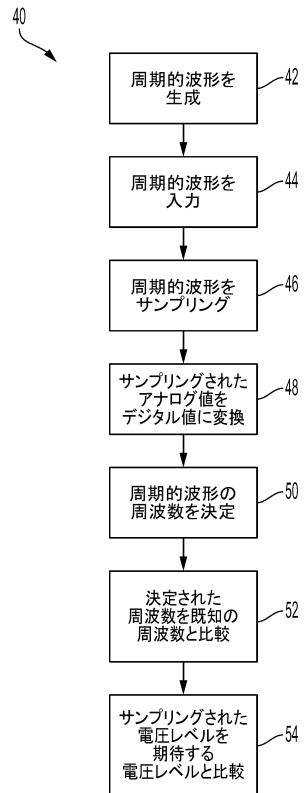 40
周期的波形を
生成
42
周期的波形を
入力
44
周期的波形を
サンプリング
46
サンプリングされた
アナログ値を
デジタル値に変換
48
周期的波形の
周波数を決定
50
決定された
周波数を既知の
周波数と比較
52
サンプリングされた
電圧レベルを
期待する
電圧レベルと比較
54